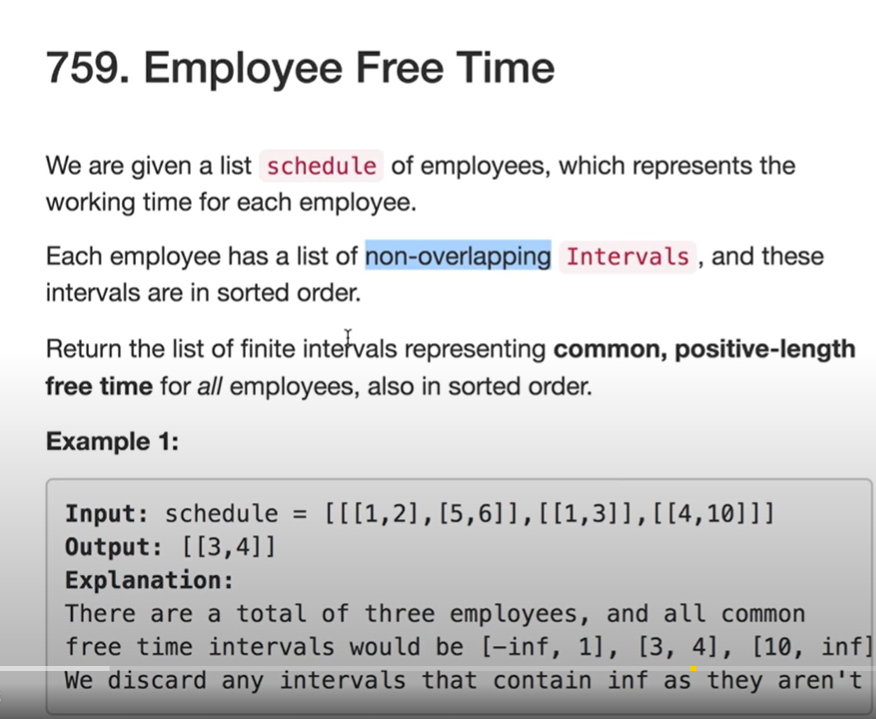 759. Employee Free Time
We are given a list schedule of employees, which represents the
working time for each employee.
Each employee has a list of non-overlapping Intervals , and these
intervals are in sorted order.
Return the list of finite intervals representing common, positive-length
free time for all employees, also in sorted order.
Example 1:
Input: schedule = [[[1,2],[5,6]],[[1,3]],[[4,10]]]
Output: [[3,4]]
Explanation:
There are a total of three employees, and all common
free time intervals would be [-inf, 1], [3, 4], [10, inf]
We discard any intervals that contain inf as they aren't